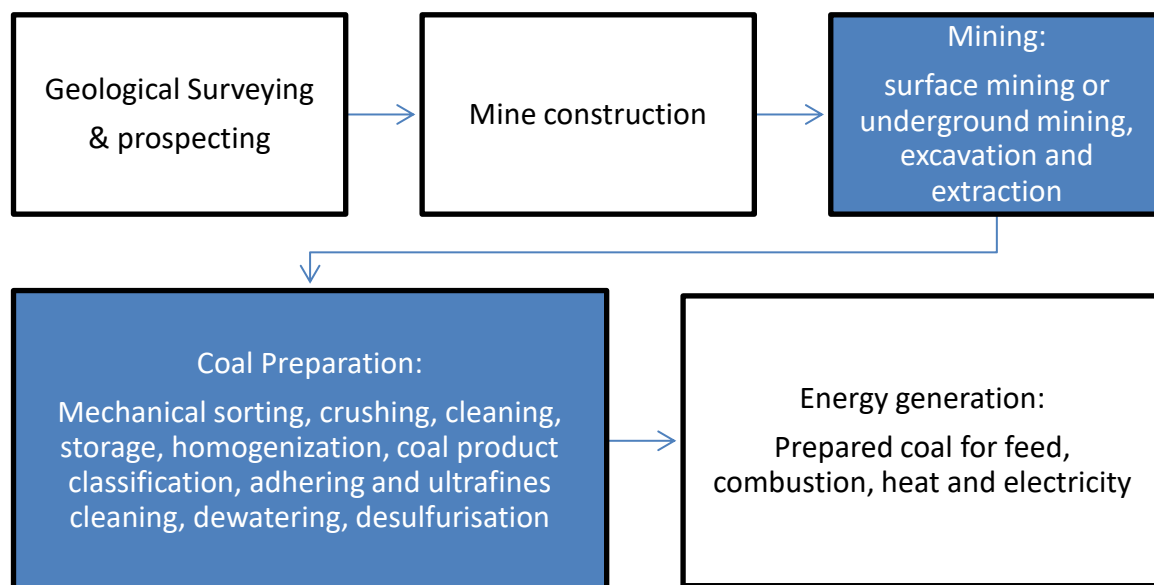 Geological Surveying
& prospecting
Mine construction
Mining:
surface mining or
underground mining,
excavation and
extraction
Coal Preparation:
Mechanical sorting, crushing, cleaning,
storage, homogenization, coal product
classification, adhering and ultrafines
cleaning, dewatering, desulfurisation
Energy generation:
Prepared coal for feed,
combustion, heat and electricity